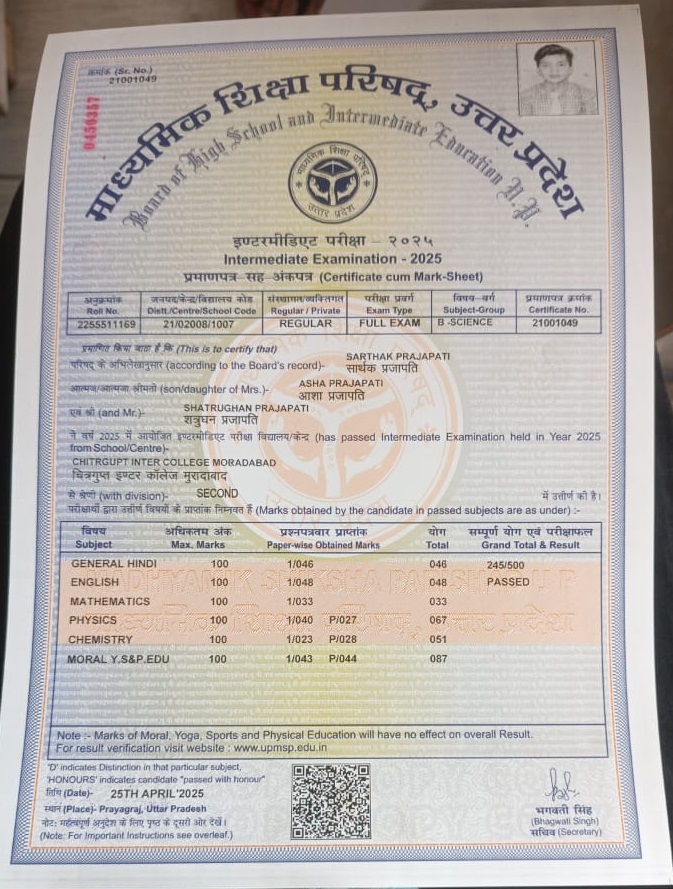 क्रमांक (Sr. No.)
21001049
0450357
माध्यमिक शिक्षा परिषद्, उत्तर प्रदेश
Board of High School and Intermediate Education U.P.
माध्यमिक शिक्षा परिषद
उत्तर प्रदेश
इण्टरमीडिएट परीक्षा - २०२५
Intermediate Examination - 2025
प्रमाणपत्र सह अंकपत्र (Certificate cum Mark-Sheet)
अनुक्रमांक जनपद/केन्द्र/विद्यालय कोड संस्थागत/व्यक्तिगत परीक्षा प्रवर्ग विषय-वर्ग प्रमाणपत्र क्रमांक
Roll No. Distt./Centre/School Code Regular / Private Exam Type Subject-Group Certificate No.
2255511169 21/02008/1007 REGULAR FULL EXAM B -SCIENCE 21001049
प्रमाणित किया जाता है कि (This is to certify that)
SARTHAK PRAJAPATI
परिषद् के अभिलेखानुसार (according to the Board's record)- सार्थक प्रजापति
ASHA PRAJAPATI
आत्मज/आत्मजा श्रीमती (son/daughter of Mrs.)- आशा प्रजापति
SHATRUGHAN PRAJAPATI
एवं श्री (and Mr.)- शत्रुघन प्रजापति
ने वर्ष 2025 में आयोजित इण्टरमीडिएट परीक्षा विद्यालय/केन्द्र (has passed Intermediate Examination held in Year 2025
from School/Centre)-
CHITRGUPT INTER COLLEGE MORADABAD
चित्रगुप्त इण्टर कॉलेज मुरादाबाद
से श्रेणी (with division)- SECOND में उत्तीर्ण की है।
परीक्षार्थी द्वारा उत्तीर्ण विषयों के प्राप्तांक निम्नवत हैं (Marks obtained by the candidate in passed subjects are as under) :-
विषय अधिकतम अंक प्रश्नपत्रवार प्राप्तांक योग सम्पूर्ण योग एवं परीक्षाफल
Subject Max. Marks Paper-wise Obtained Marks Total Grand Total & Result
GENERAL HINDI 100 1/046 046 245/500
ENGLISH 100 1/048 048 PASSED
MATHEMATICS 100 1/033 033
PHYSICS 100 1/040 P/027 067
CHEMISTRY 100 1/023 P/028 051
MORAL Y.S&P.EDU 100 1/043 P/044 087
Note :- Marks of Moral, Yoga, Sports and Physical Education will have no effect on overall Result.
For result verification visit website : www.upmsp.edu.in
'D' indicates Distinction in that particular subject,
'HONOURS' indicates candidate "passed with honour"
तिथि (Date)- 25TH APRIL'2025
स्थान (Place)- Prayagraj, Uttar Pradesh
नोट: महत्वपूर्ण अनुदेश के लिए पृष्ठ के दूसरी ओर देखें।
(Note: For Important Instructions see overleaf.)
भगवती सिंह
(Bhagwati Singh)
सचिव (Secretary)